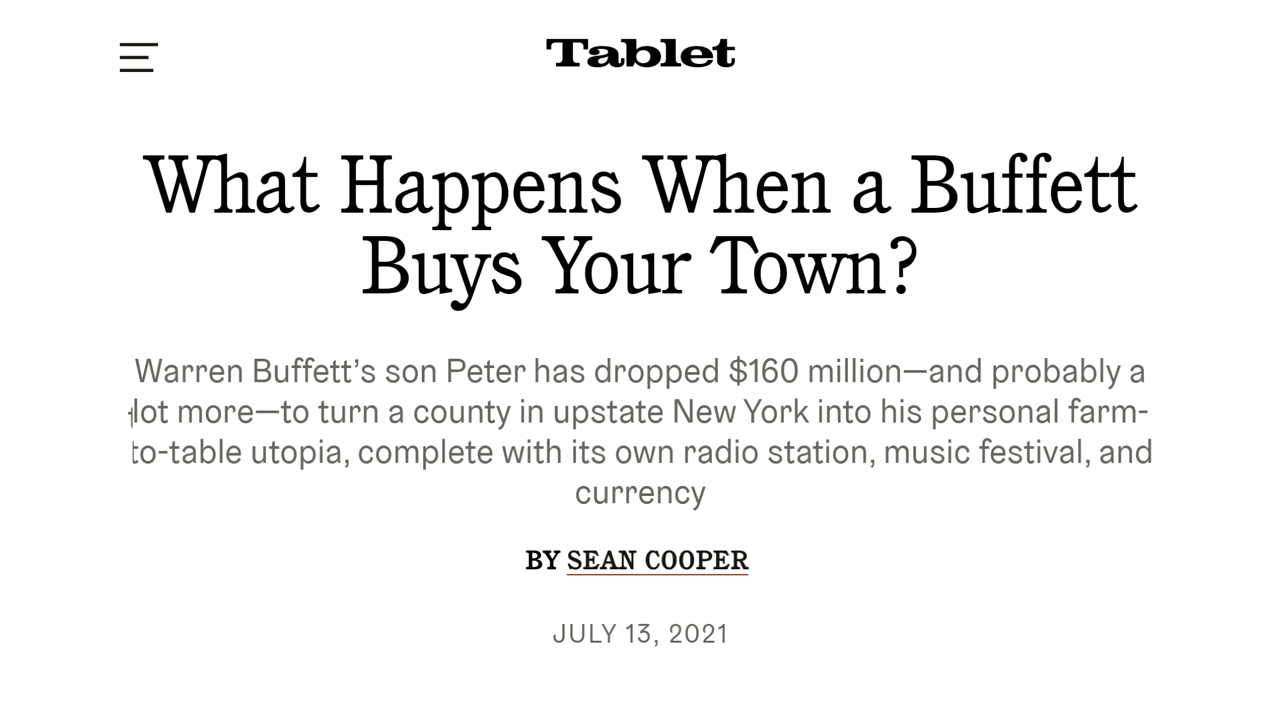 Tablet
What Happens When a Buffett
Buys Your Town?
Warren Buffett’s son Peter has dropped $160 million—and probably a
lot more—to turn a county in upstate New York into his personal farm-
to-table utopia, complete with its own radio station, music festival, and
currency
BY SEAN COOPER
JULY 13, 2021